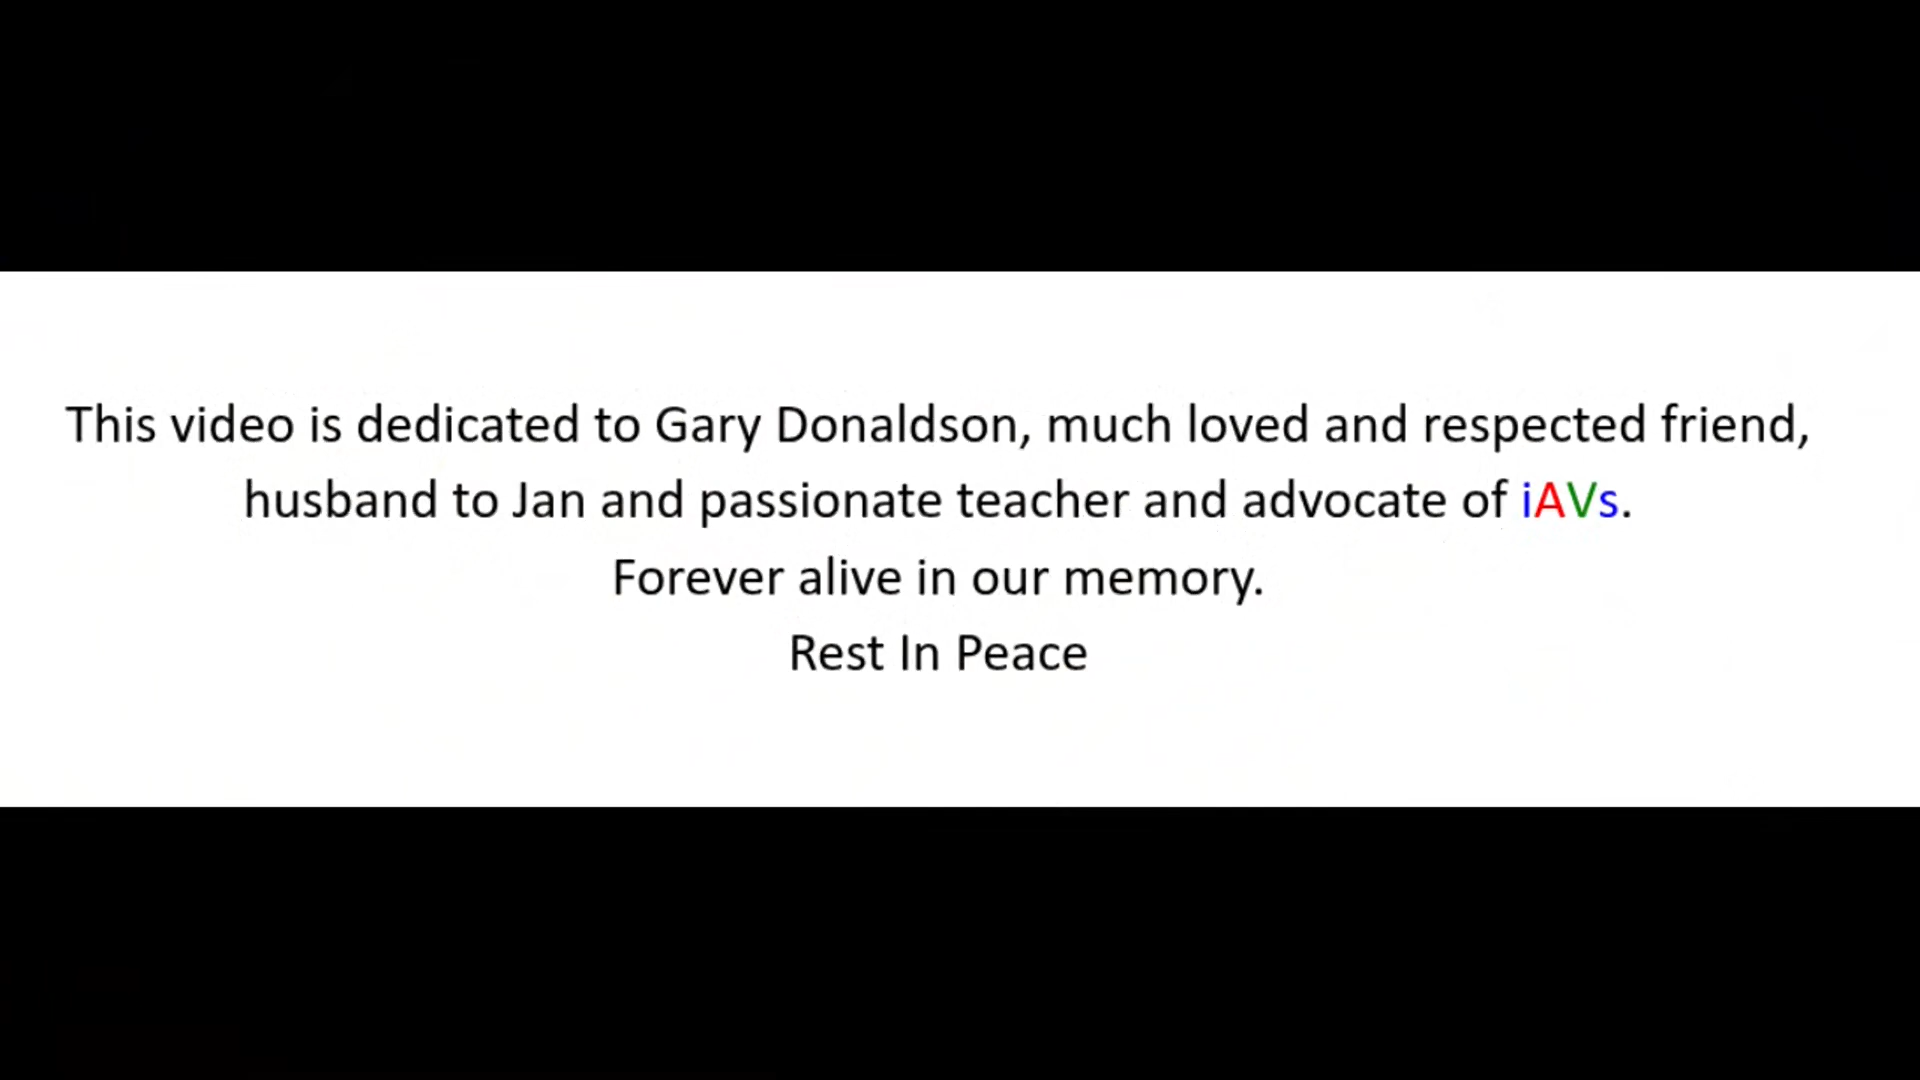 This video is dedicated to Gary Donaldson, much loved and respected friend,
husband to Jan and passionate teacher and advocate of iAVs.
Forever alive in our memory.
Rest In Peace